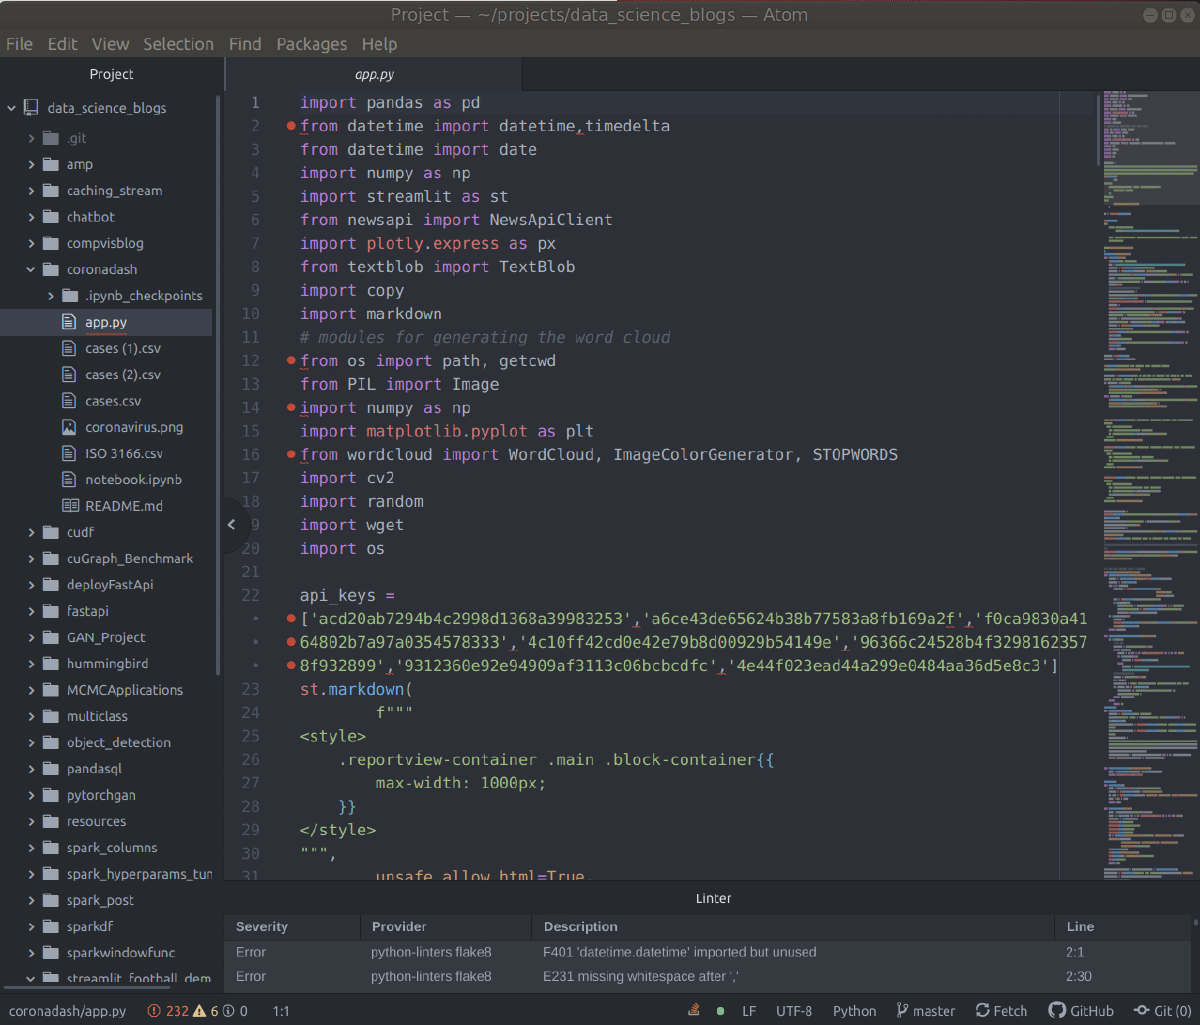 Project — ~/projects/data_science_blogs — Atom
File Edit View Selection Find Packages Help
Project
data_science_blogs
.git
amp
caching_stream
chatbot
compvisblog
coronadash
.ipynb_checkpoints
app.py
cases (1).csv
cases (2).csv
cases.csv
coronavirus.png
ISO 3166.csv
notebook.ipynb
README.md
cudf
cuGraph_Benchmark
deployFastApi
fastapi
GAN_Project
hummingbird
MCMCApplications
multiclass
object_detection
pandasql
pytorchgan
resources
spark_columns
spark_hyperparams_tun
spark_post
sparkdf
sparkwindowfunc
streamlit_football_dem
app.py
1 import pandas as pd
2 from datetime import datetime,timedelta
3 from datetime import date
4 import numpy as np
5 import streamlit as st
6 from newsapi import NewsApiClient
7 import plotly.express as px
8 from textblob import TextBlob
9 import copy
10 import markdown
11 # modules for generating the word cloud
12 from os import path, getcwd
13 from PIL import Image
14 import numpy as np
15 import matplotlib.pyplot as plt
16 from wordcloud import WordCloud, ImageColorGenerator, STOPWORDS
17 import cv2
18 import random
9 import wget
20 import os
21
22 api_keys =
['acd20ab7294b4c2998d1368a39983253','a6ce43de65624b38b77583a8fb169a2f','f0ca9830a41
64802b7a97a0954578333','4c10ff42cd0e42e79b8d00929b54149e','96366c24528b4f3298162357
8f932899','9312360e92e94909af3113c06bcbcdfc','4e44f023ead44a299e0484aa36d5e8c3']
23 st.markdown(
24 f"""
25 <style>
26 .reportview-container .main .block-container{{
27 max-width: 1000px;
28 }}
29 </style>
30 """,
31 unsafe_allow_html=True,
Linter
Severity Provider Description Line
Error python-linters flake8 F401 'datetime.datetime' imported but unused 2:1
Error python-linters flake8 E231 missing whitespace after ',' 2:30
coronadash/app.py 232 6 0 1:1 LF UTF-8 Python master Fetch GitHub Git (0)